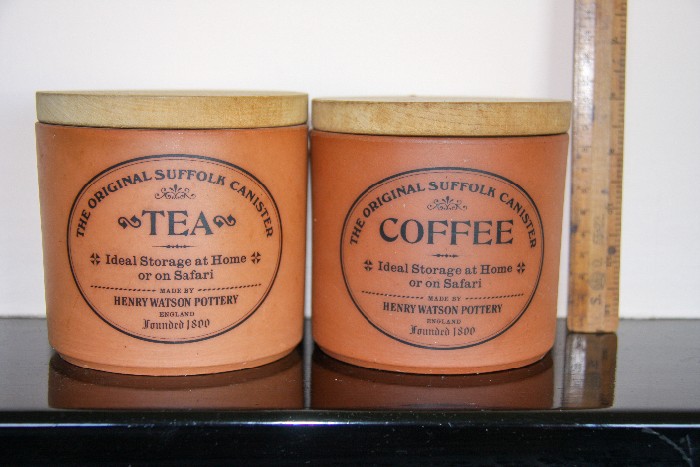 THE ORIGINAL SUFFOLK CANISTER
TEA
Ideal Storage at Home
or on Safari
MADE BY
HENRY WATSON POTTERY
ENGLAND
Founded 1800
THE ORIGINAL SUFFOLK CANISTER
COFFEE
Ideal Storage at Home
or on Safari
MADE BY
HENRY WATSON POTTERY
ENGLAND
Founded 1800